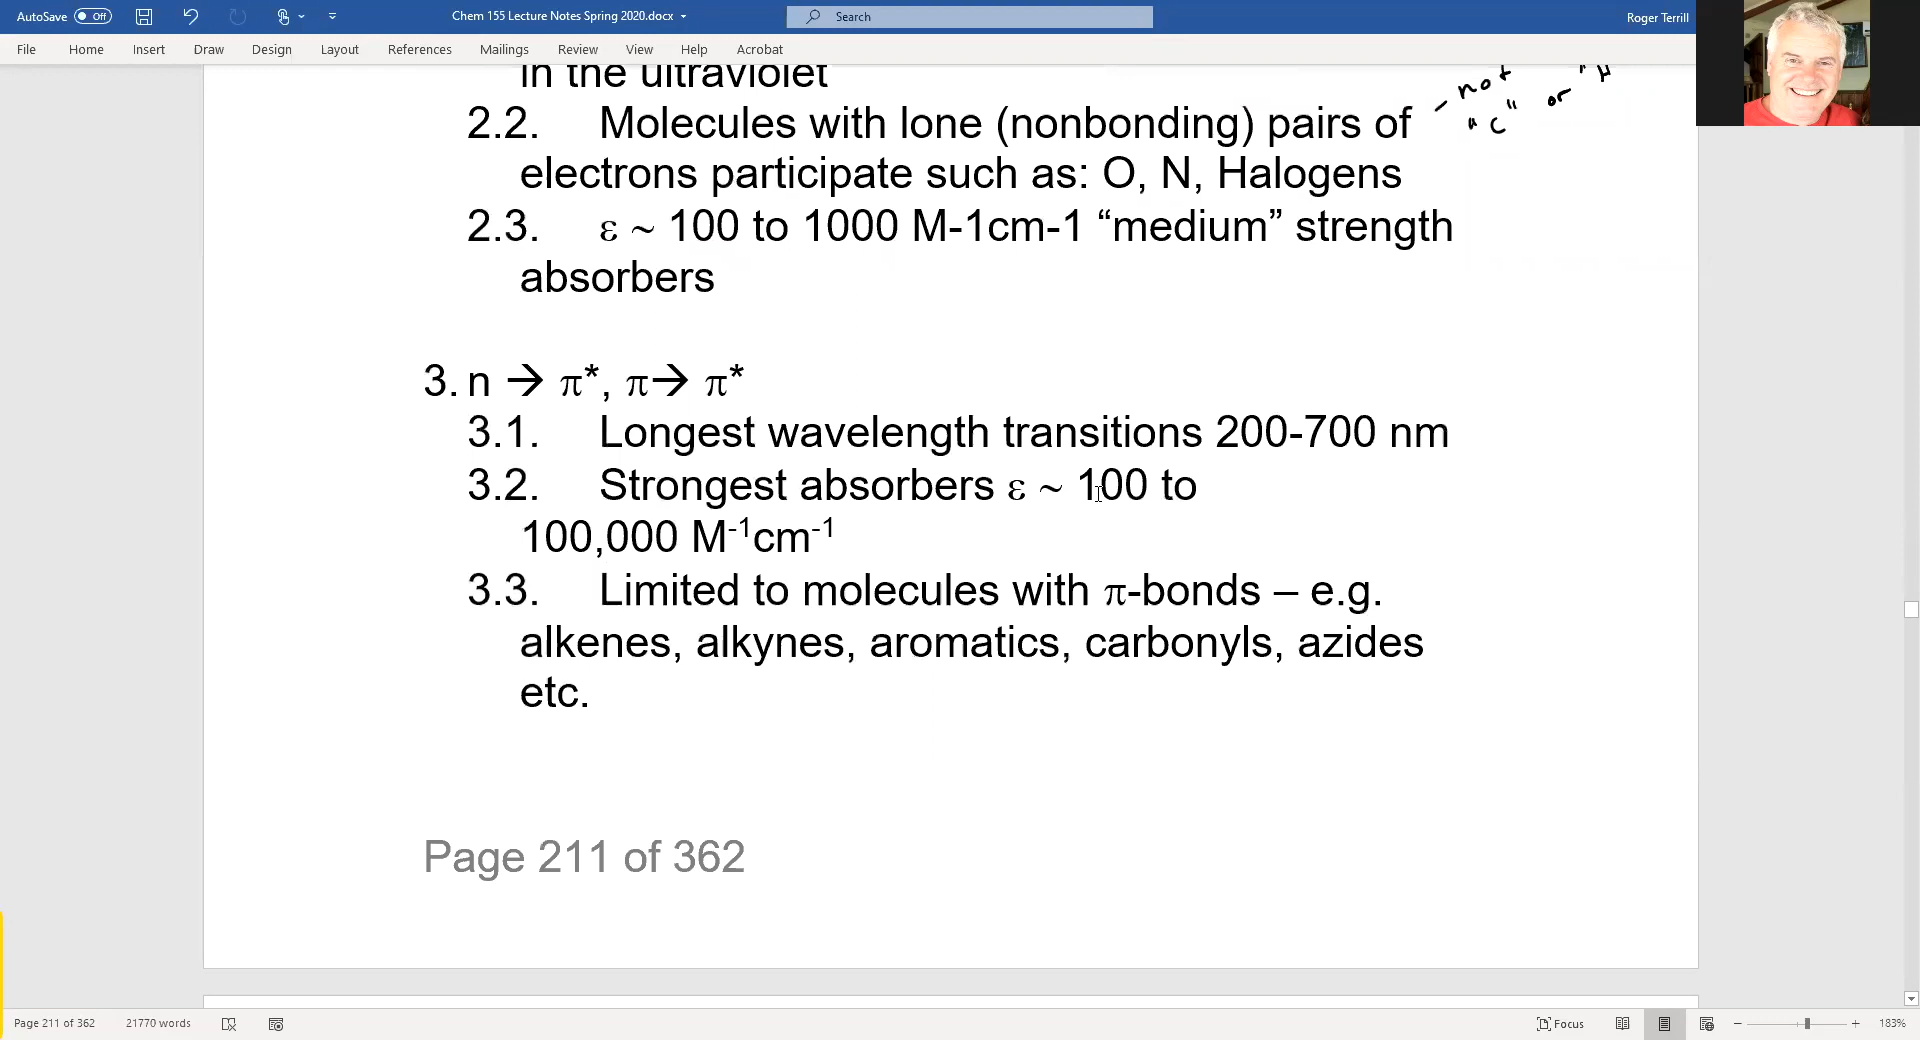 AutoSave Off Chem 155 Lecture Notes Spring 2020.docx Search Roger Terrill
File Home Insert Draw Design Layout References Mailings Review View Help Acrobat
in the ultraviolet
2.2. Molecules with lone (nonbonding) pairs of
electrons participate such as: O, N, Halogens
- not
"C" or H
2.3. ε ~ 100 to 1000 M-1cm-1 “medium” strength
absorbers
3. n → π*, π→ π*
3.1. Longest wavelength transitions 200-700 nm
3.2. Strongest absorbers ε ~ 100 to
100,000 M⁻¹cm⁻¹
3.3. Limited to molecules with π-bonds – e.g.
alkenes, alkynes, aromatics, carbonyls, azides
etc.
Page 211 of 362
Page 211 of 362 21770 words Focus 183%